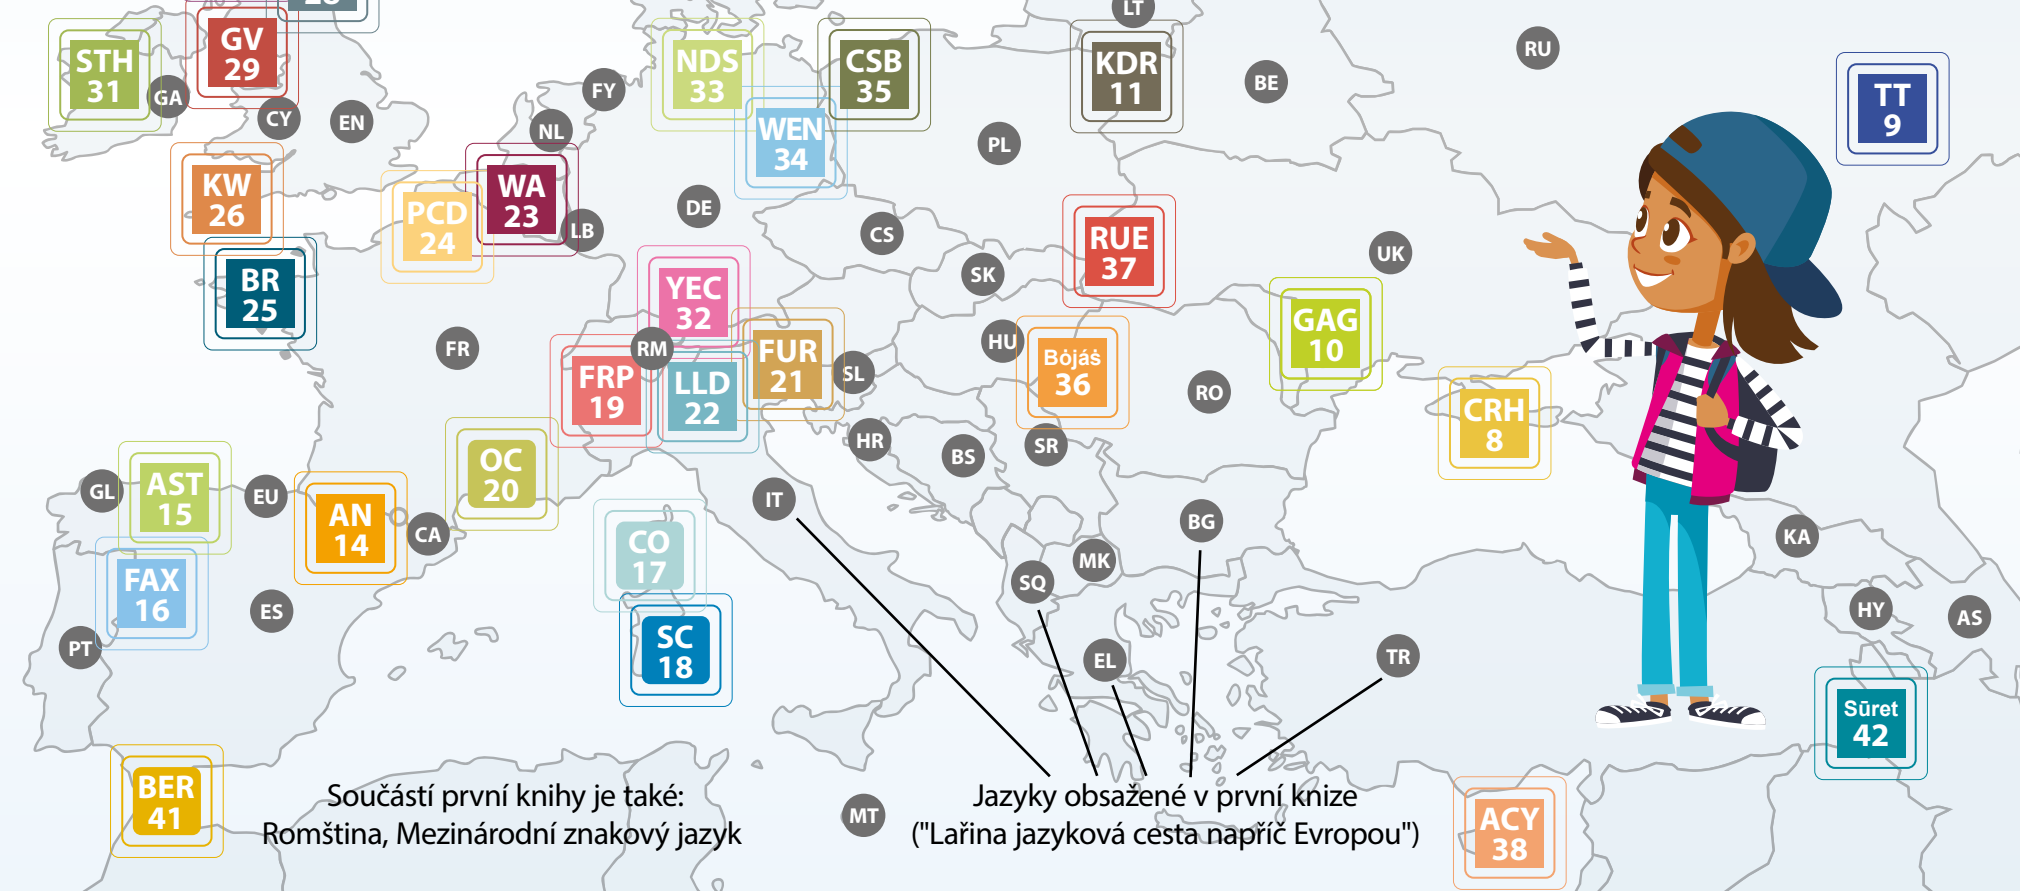 28
STH
31
GV
29
GA
CY
EN
FY
NL
NDS
33
WEN
34
CSB
35
LT
KDR
11
BE
RU
TT
9
PL
KW
26
PCD
24
WA
23
LB
DE
CS
SK
RUE
37
UK
BR
25
FR
YEC
32
RM
FRP
19
LLD
22
FUR
21
SL
HU
Bòjáš
36
RO
GAG
10
CRH
8
HR
BS
SR
GL
AST
15
EU
AN
14
CA
OC
20
IT
CO
17
BG
MK
SQ
KA
FAX
16
ES
PT
SC
18
EL
TR
HY
AS
Sūret
42
BER
41
Součástí první knihy je také:
Romština, Mezinárodní znakový jazyk
MT
Jazyky obsažené v první knize
("Lařina jazyková cesta napříč Evropou")
ACY
38